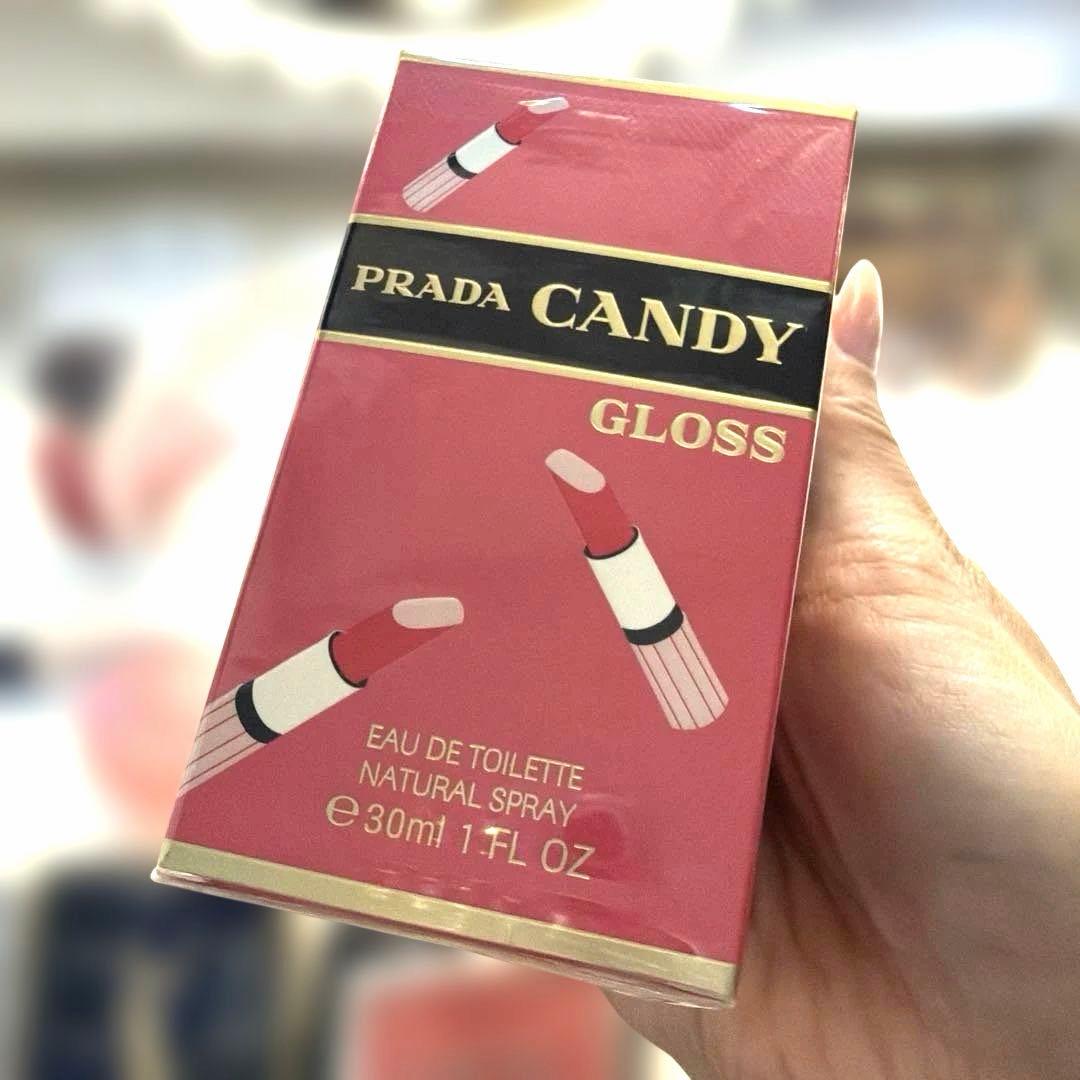 PRADA CANDY
GLOSS
EAU DE TOILETTE
NATURAL SPRAY
℮30ml 1 FL OZ